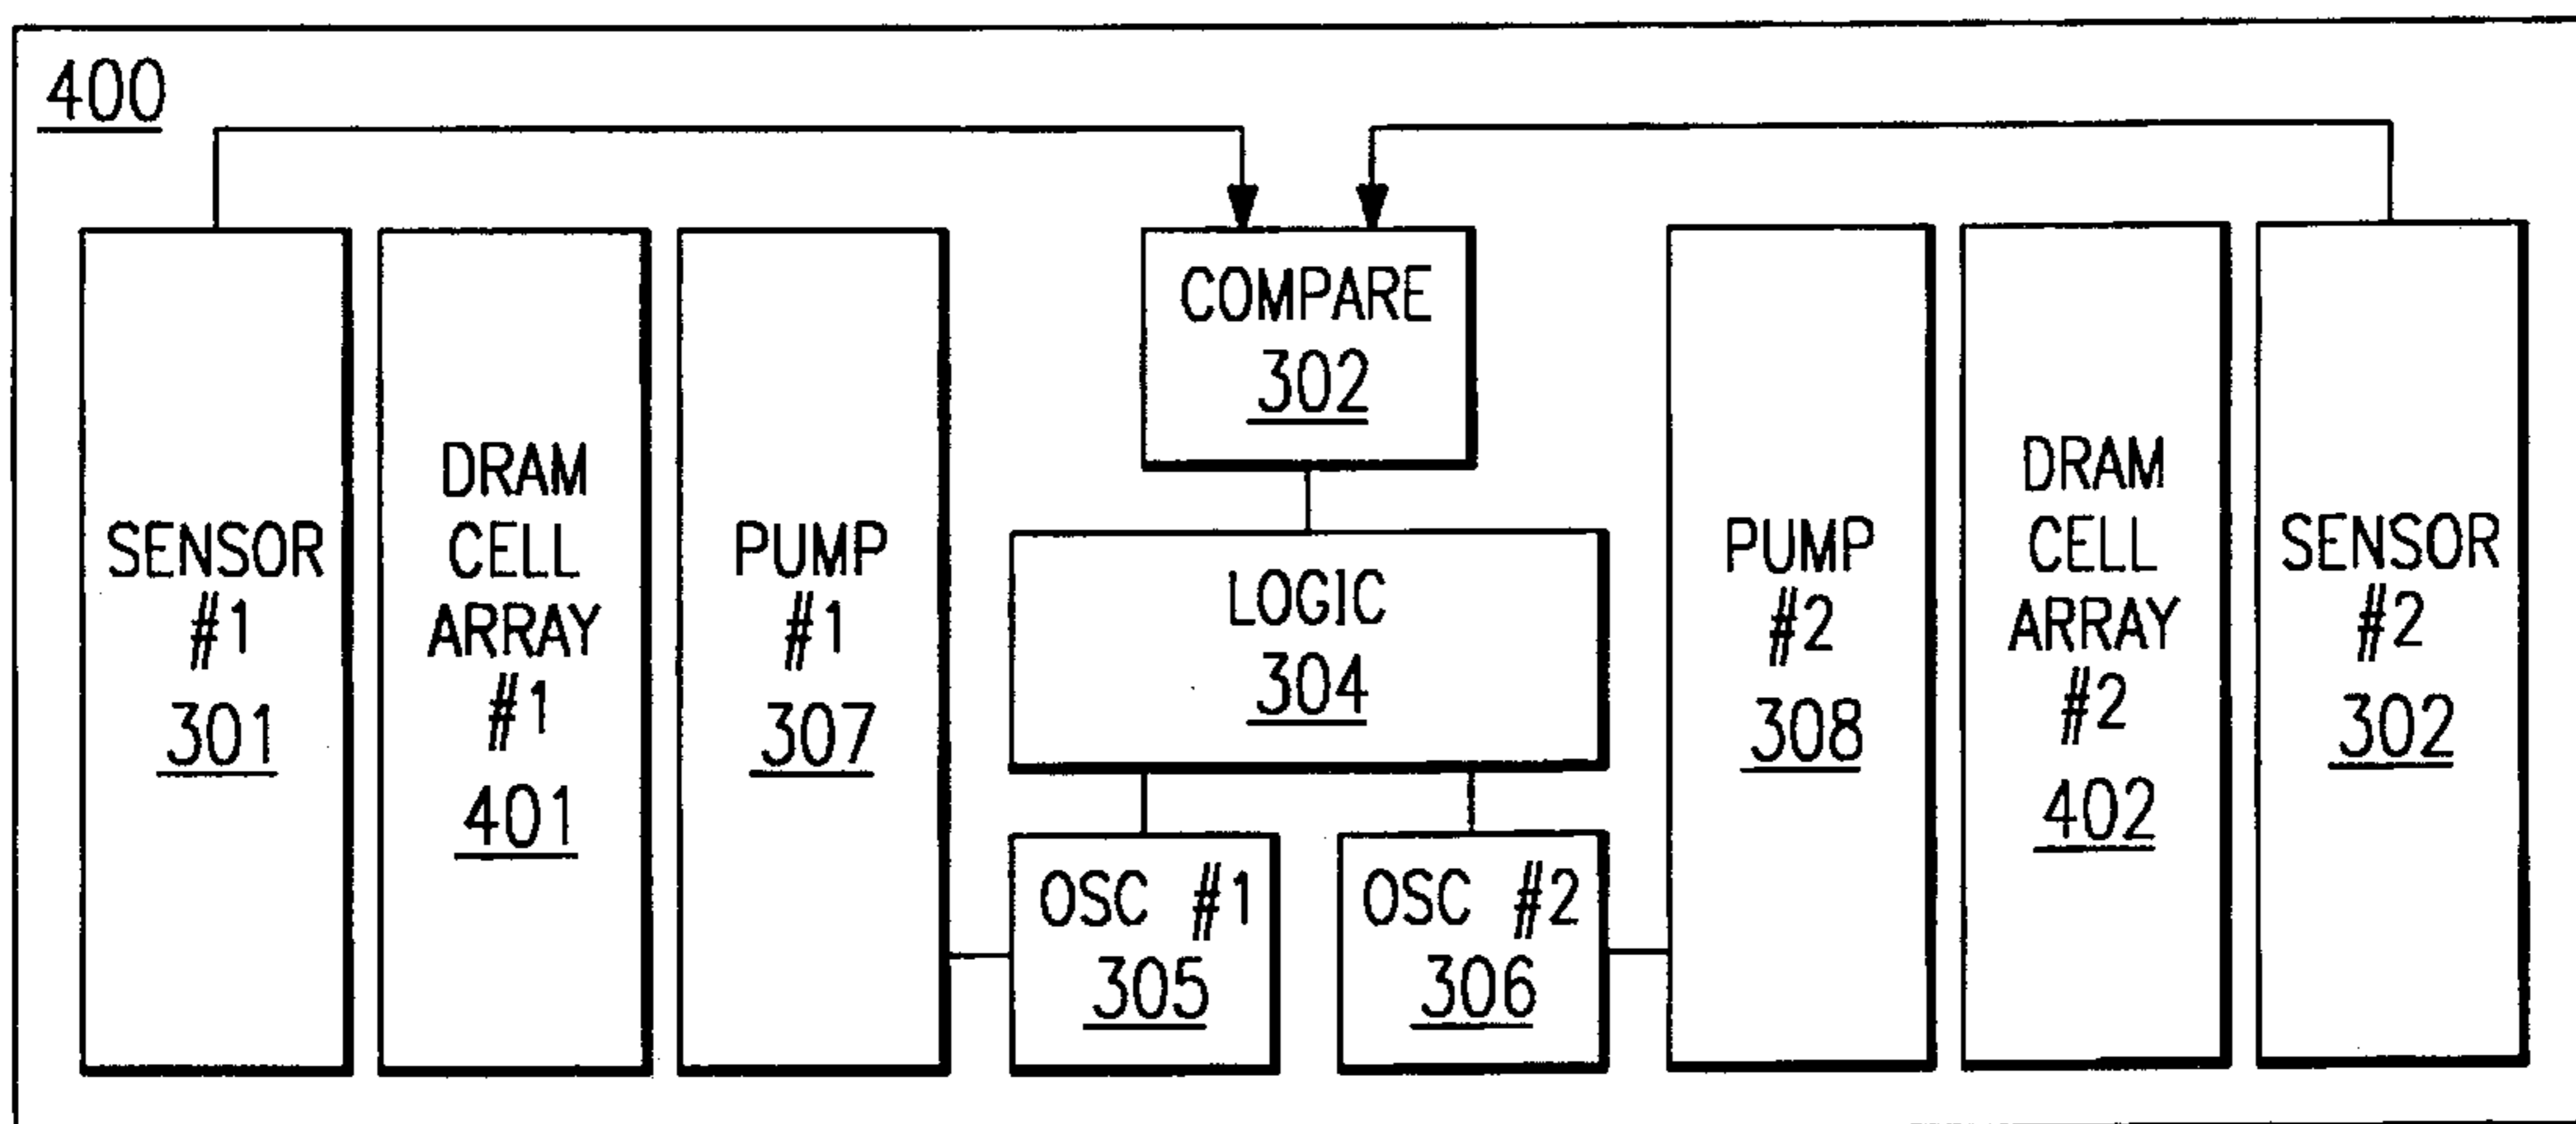 400
SENSOR
#1
301
DRAM
CELL
ARRAY
#1
401
PUMP
#1
307
COMPARE
302
LOGIC
304
OSC #1
305
OSC #2
306
PUMP
#2
308
DRAM
CELL
ARRAY
#2
402
SENSOR
#2
302